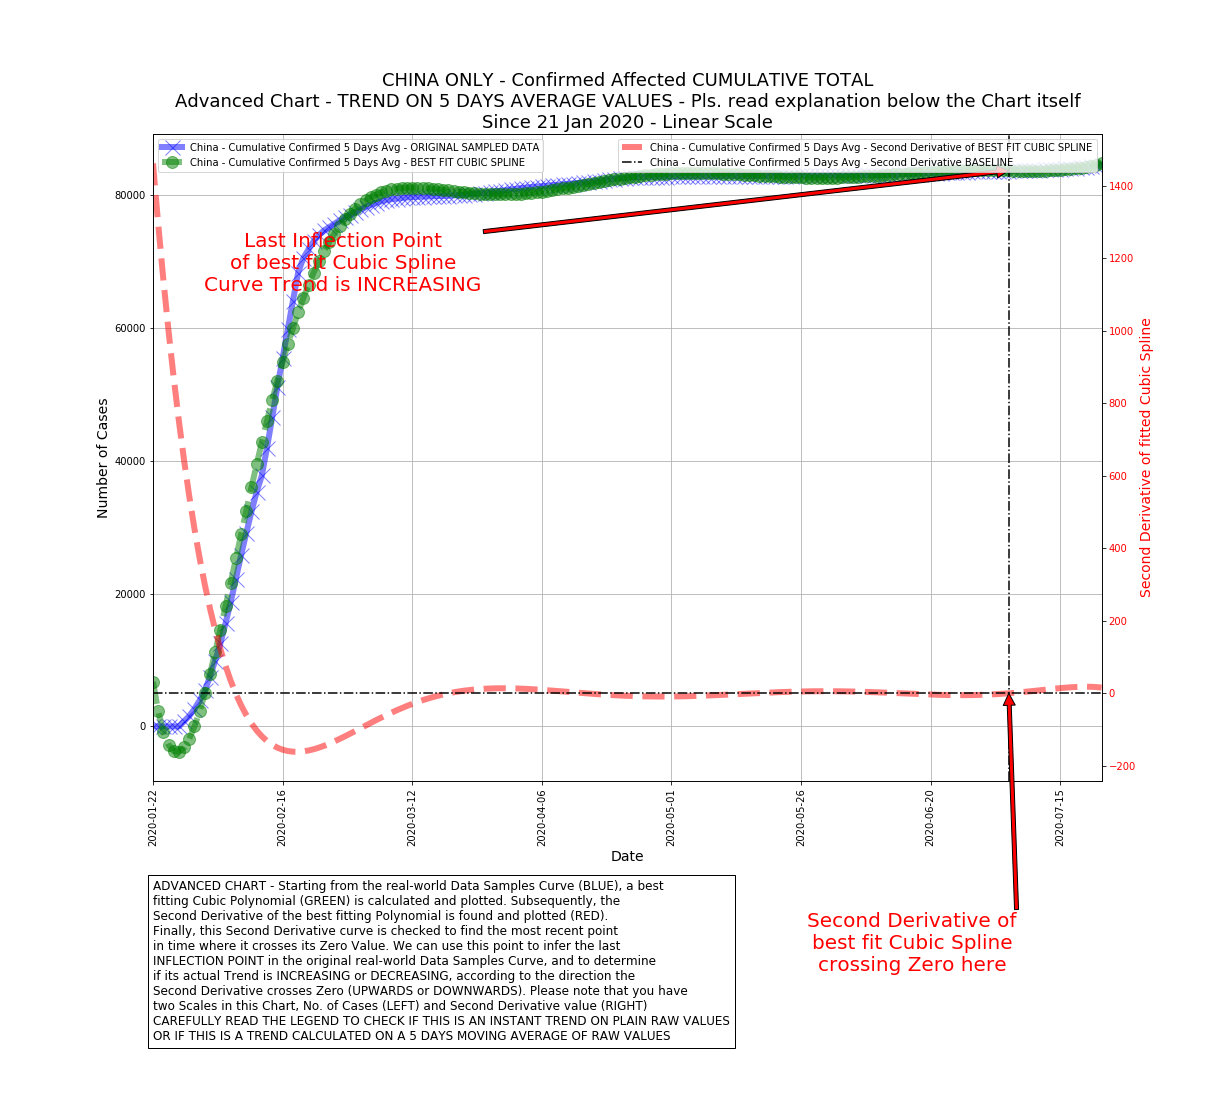 CHINA ONLY - Confirmed Affected CUMULATIVE TOTAL
Advanced Chart - TREND ON 5 DAYS AVERAGE VALUES - Pls. read explanation below the Chart itself
Since 21 Jan 2020 - Linear Scale
China - Cumulative Confirmed 5 Days Avg - ORIGINAL SAMPLED DATA
China - Cumulative Confirmed 5 Days Avg - BEST FIT CUBIC SPLINE
China - Cumulative Confirmed 5 Days Avg - Second Derivative of BEST FIT CUBIC SPLINE
China - Cumulative Confirmed 5 Days Avg - Second Derivative BASELINE
Last Inflection Point
of best fit Cubic Spline
Curve Trend is INCREASING
Number of Cases
80000
60000
40000
20000
0
Second Derivative of fitted Cubic Spline
1400
1200
1000
800
600
400
200
0
−200
2020-01-22
2020-02-16
2020-03-12
2020-04-06
2020-05-01
2020-05-26
2020-06-20
2020-07-15
Date
Second Derivative of
best fit Cubic Spline
crossing Zero here
ADVANCED CHART - Starting from the real-world Data Samples Curve (BLUE), a best
fitting Cubic Polynomial (GREEN) is calculated and plotted. Subsequently, the
Second Derivative of the best fitting Polynomial is found and plotted (RED).
Finally, this Second Derivative curve is checked to find the most recent point
in time where it crosses its Zero Value. We can use this point to infer the last
INFLECTION POINT in the original real-world Data Samples Curve, and to determine
if its actual Trend is INCREASING or DECREASING, according to the direction the
Second Derivative crosses Zero (UPWARDS or DOWNWARDS). Please note that you have
two Scales in this Chart, No. of Cases (LEFT) and Second Derivative value (RIGHT)
CAREFULLY READ THE LEGEND TO CHECK IF THIS IS AN INSTANT TREND ON PLAIN RAW VALUES
OR IF THIS IS A TREND CALCULATED ON A 5 DAYS MOVING AVERAGE OF RAW VALUES